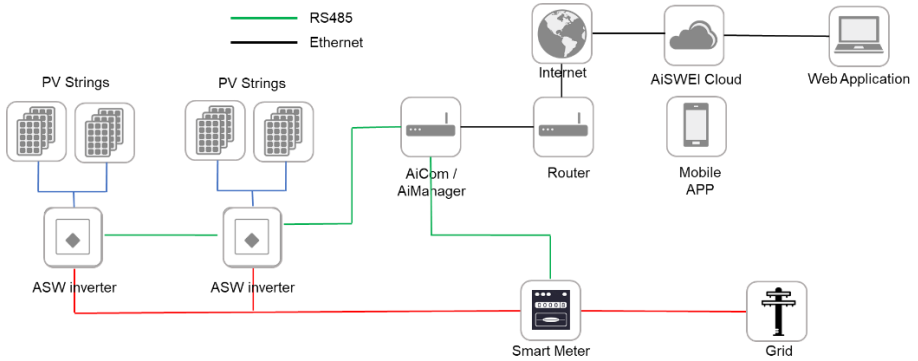 RS485
Ethernet
PV Strings
PV Strings
Internet
AiSWEI Cloud
Web Application
AiCom /
AiManager
Router
Mobile
APP
ASW inverter
ASW inverter
Smart Meter
Grid